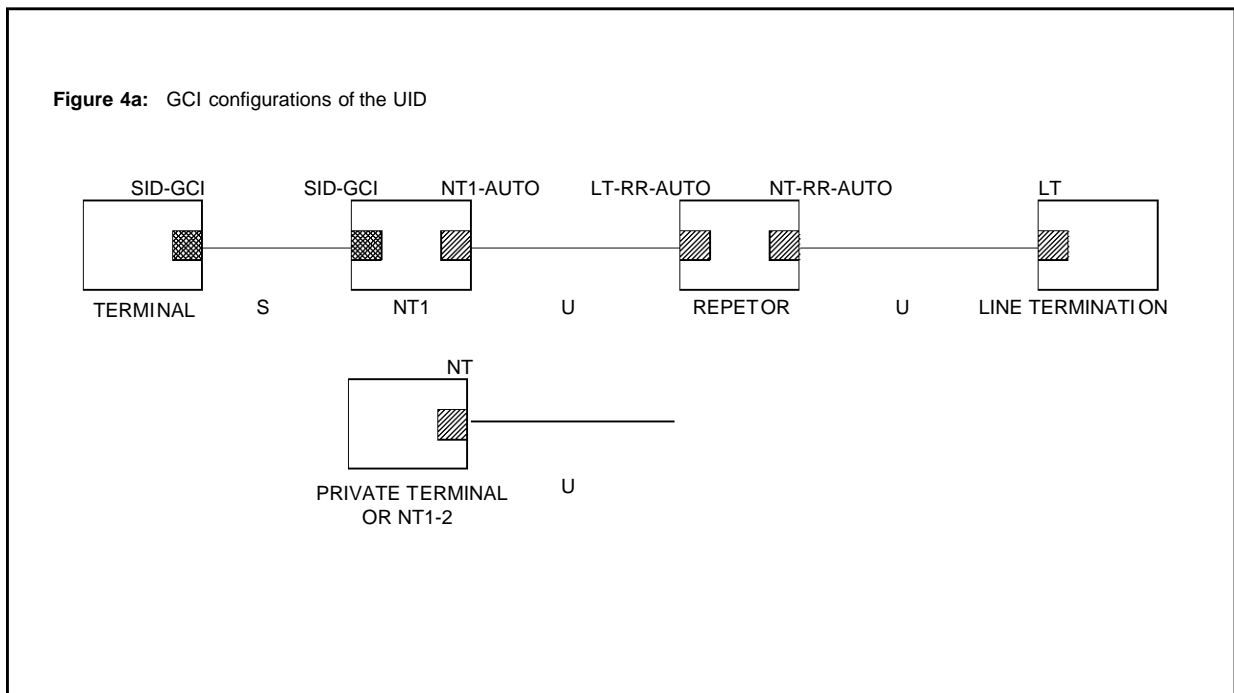 Figure 4a: GCI configurations of the UID
SID-GCI SID-GCI NT1-AUTO LT-RR-AUTO NT-RR-AUTO LT
TERMINAL S NT1 U REPETOR U LINE TERMINATION
NT
PRIVATE TERMINAL U
OR NT1-2